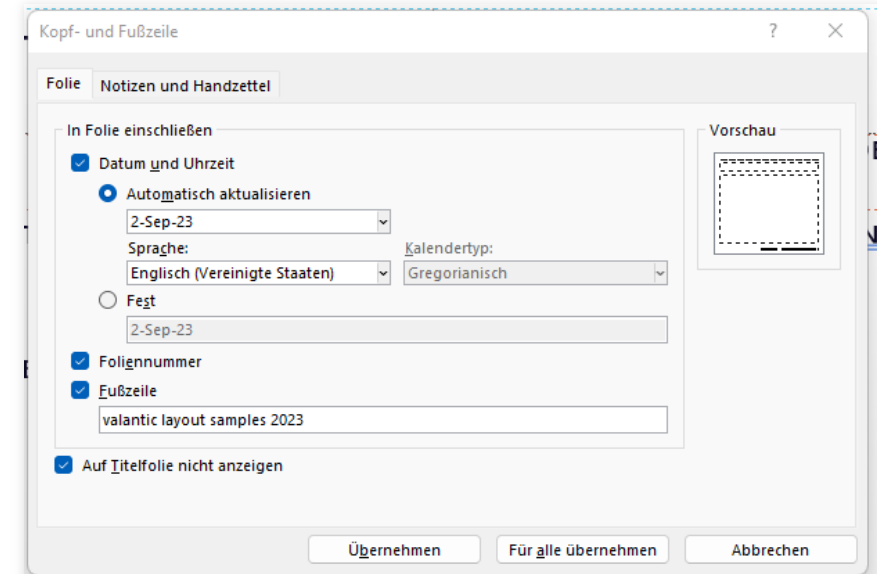 Kopf- und Fußzeile
Folie Notizen und Handzettel
In Folie einschließen
Vorschau
Datum und Uhrzeit
Automatisch aktualisieren
2-Sep-23
Sprache: Kalendertyp:
Englisch (Vereinigte Staaten) Gregorianisch
Fest
2-Sep-23
Foliennummer
Fußzeile
valantic layout samples 2023
Auf Titelfolie nicht anzeigen
Übernehmen Für alle übernehmen Abbrechen